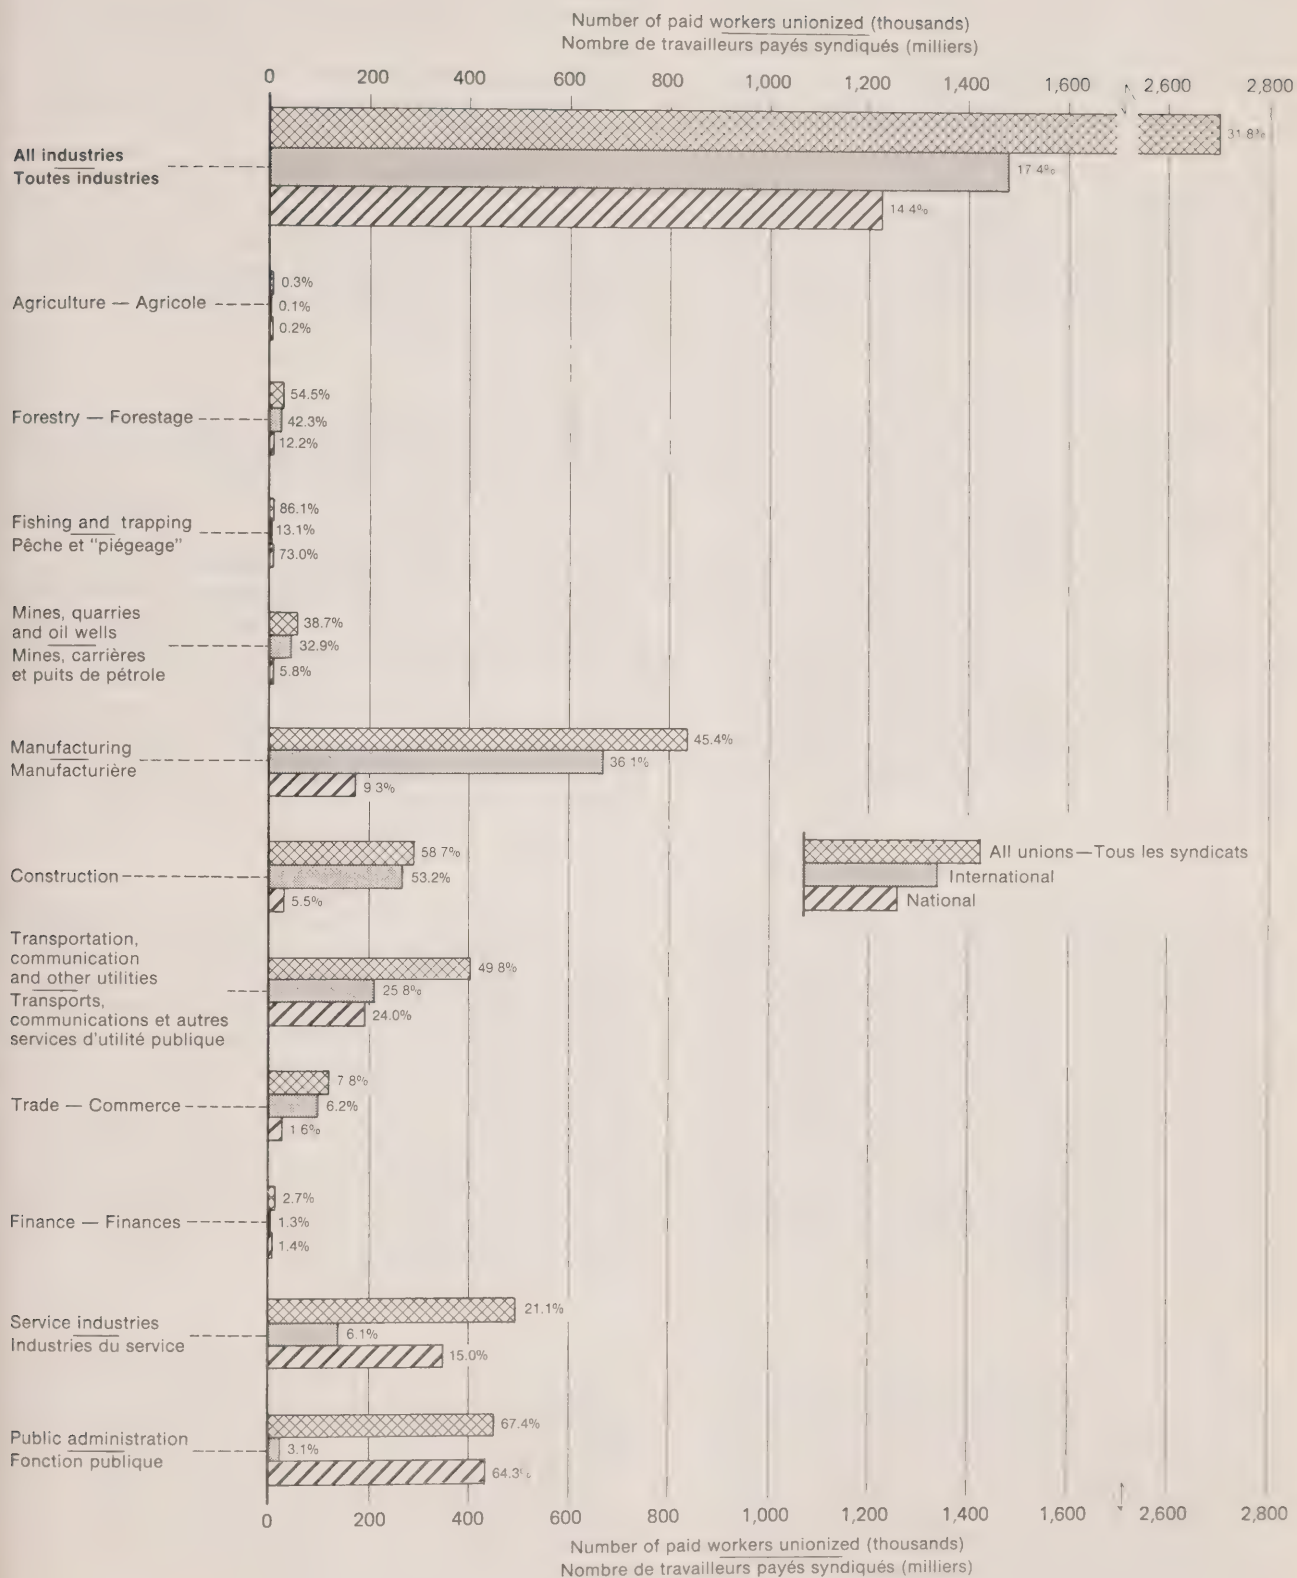 Number of paid workers unionized (thousands)
Nombre de travailleurs payés syndiqués (milliers)
0 200 400 600 800 1,000 1,200 1,400 1,600 2,600 2,800
All industries
Toutes industries
31.8%
17.4%
14.4%
Agriculture — Agricole
0.3%
0.1%
0.2%
Forestry — Forestage
54.5%
42.3%
12.2%
Fishing and trapping
Pêche et "piégeage"
86.1%
13.1%
73.0%
Mines, quarries
and oil wells
Mines, carrières
et puits de pétrole
38.7%
32.9%
5.8%
Manufacturing
Manufacturière
45.4%
36.1%
9.3%
Construction
58.7%
53.2%
5.5%
All unions—Tous les syndicats
International
National
Transportation,
communication
and other utilities
Transports,
communications et autres
services d'utilité publique
49.8%
25.8%
24.0%
Trade — Commerce
7.8%
6.2%
1.6%
Finance — Finances
2.7%
1.3%
1.4%
Service industries
Industries du service
21.1%
6.1%
15.0%
Public administration
Fonction publique
67.4%
3.1%
64.3%
0 200 400 600 800 1,000 1,200 1,400 1,600 2,600 2,800
Number of paid workers unionized (thousands)
Nombre de travailleurs payés syndiqués (milliers)